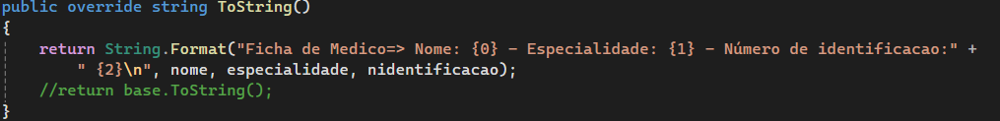 public override string ToString()
{
return String.Format("Ficha de Medico=> Nome: {0} - Especialidade: {1} - Número de identificacao:" +
" {2}\n", nome, especialidade, nidentificacao);
//return base.ToString();
}